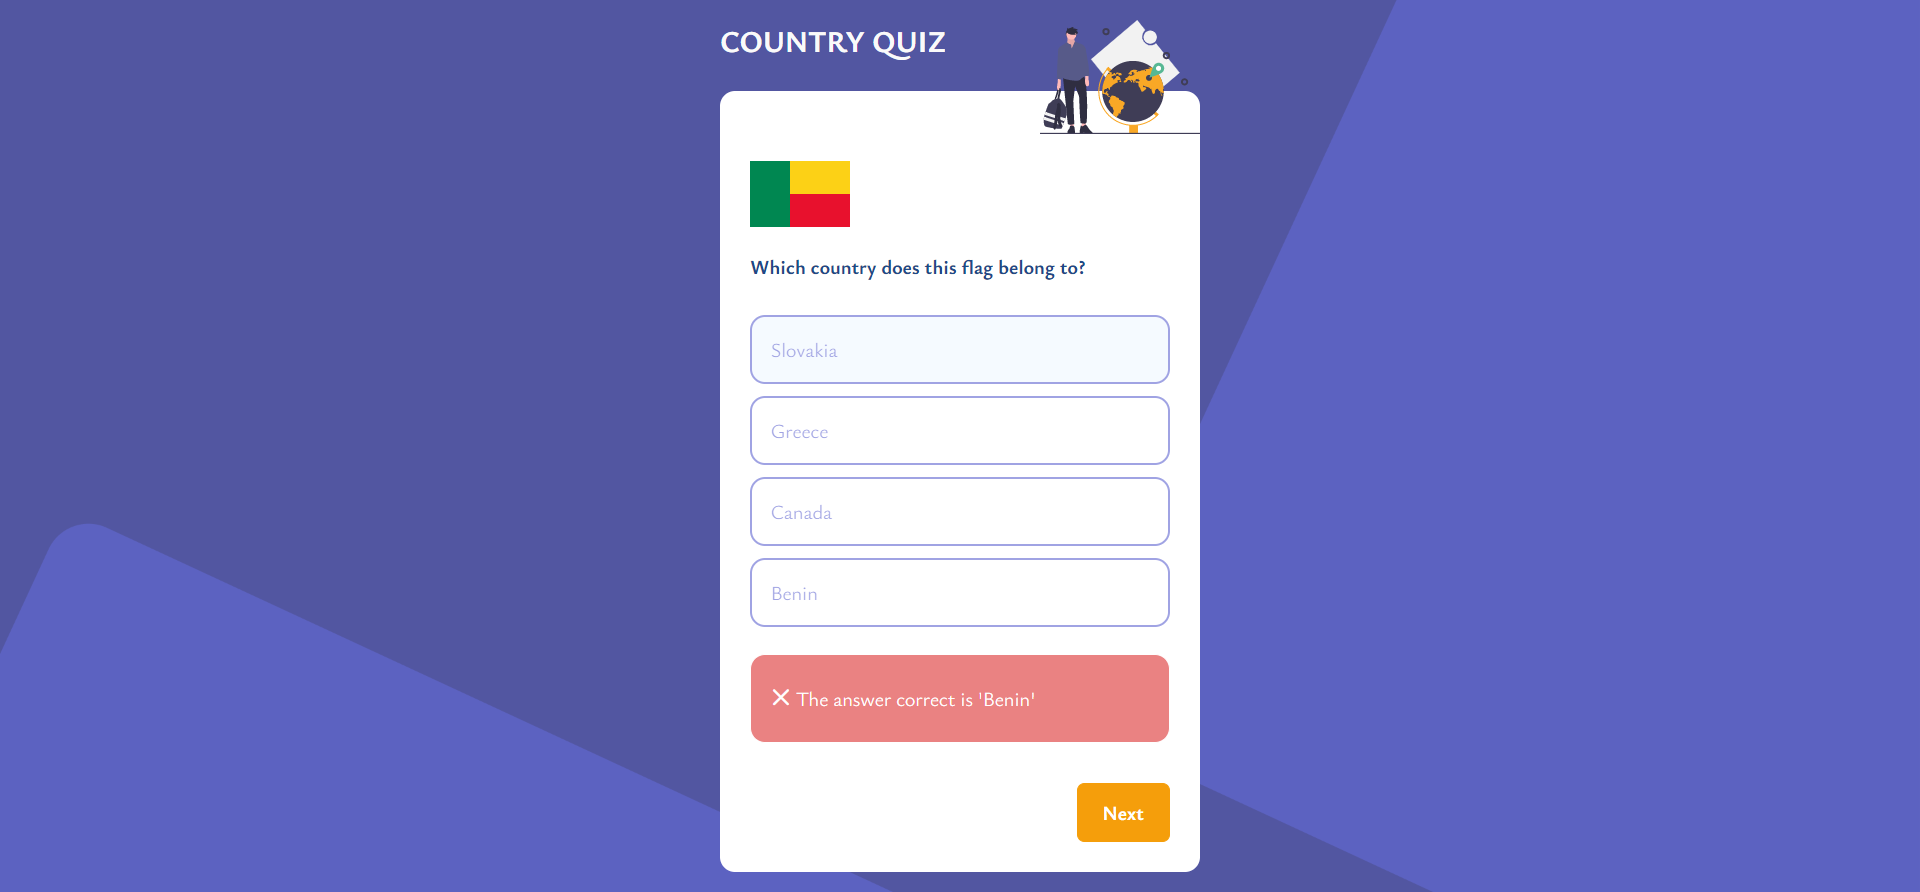 COUNTRY QUIZ
Which country does this flag belong to?
Slovakia
Greece
Canada
Benin
The answer correct is 'Benin'
Next